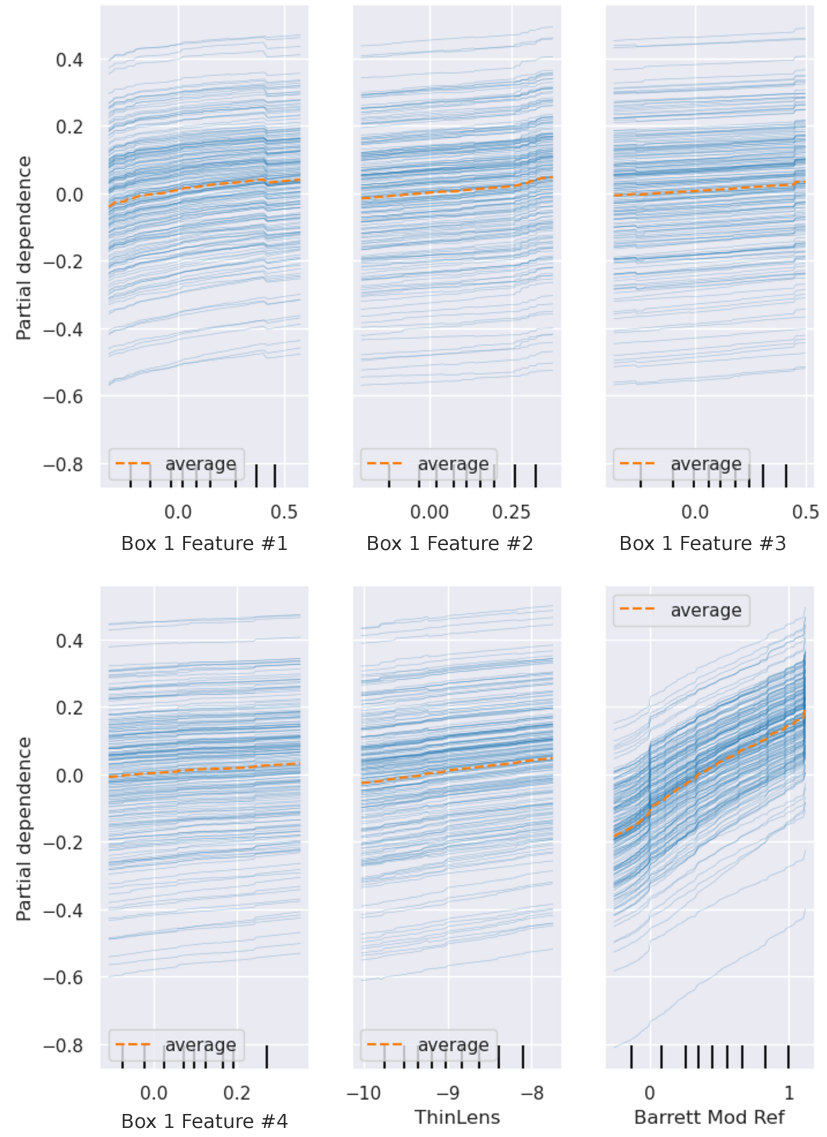 Partial dependence
0.4
0.2
0.0
−0.2
−0.4
−0.6
−0.8
average
average
average
0.0 0.5
0.00 0.25
0.0 0.5
Box 1 Feature #1
Box 1 Feature #2
Box 1 Feature #3
Partial dependence
0.4
0.2
0.0
−0.2
−0.4
−0.6
−0.8
average
average
average
0.0 0.2
−10 −9 −8
0 1
Box 1 Feature #4
ThinLens
Barrett Mod Ref